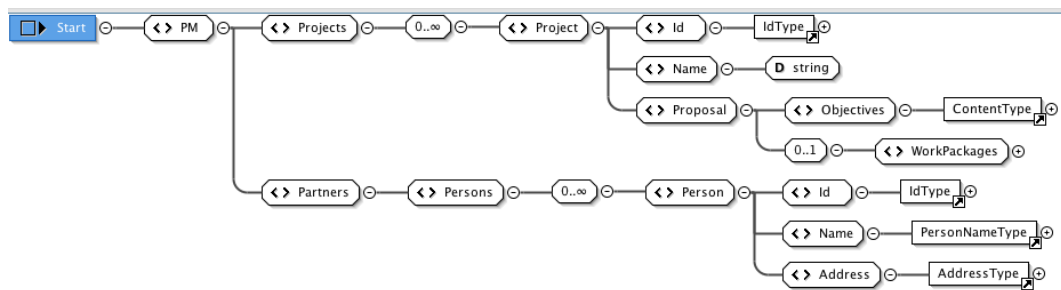 Start <> PM <> Projects 0..∞ <> Project <> Id IdType
<> Name D string
<> Proposal <> Objectives ContentType
0..1 <> WorkPackages
<> Partners <> Persons 0..∞ <> Person <> Id IdType
<> Name PersonNameType
<> Address AddressType